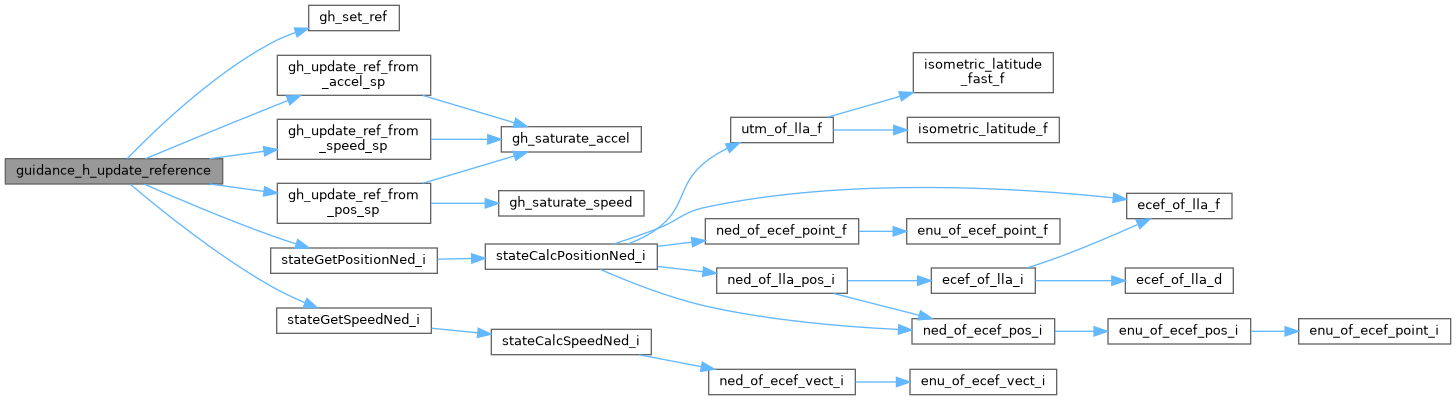 guidance_h_update_reference
gh_set_ref
gh_update_ref_from
_accel_sp
gh_update_ref_from
_speed_sp
gh_update_ref_from
_pos_sp
stateGetPositionNed_i
stateGetSpeedNed_i
gh_saturate_accel
gh_saturate_speed
stateCalcPositionNed_i
stateCalcSpeedNed_i
utm_of_lla_f
ned_of_ecef_point_f
ned_of_lla_pos_i
ned_of_ecef_vect_i
isometric_latitude
_fast_f
isometric_latitude_f
enu_of_ecef_point_f
ecef_of_lla_i
ned_of_ecef_pos_i
enu_of_ecef_vect_i
ecef_of_lla_f
ecef_of_lla_d
enu_of_ecef_pos_i
enu_of_ecef_point_i